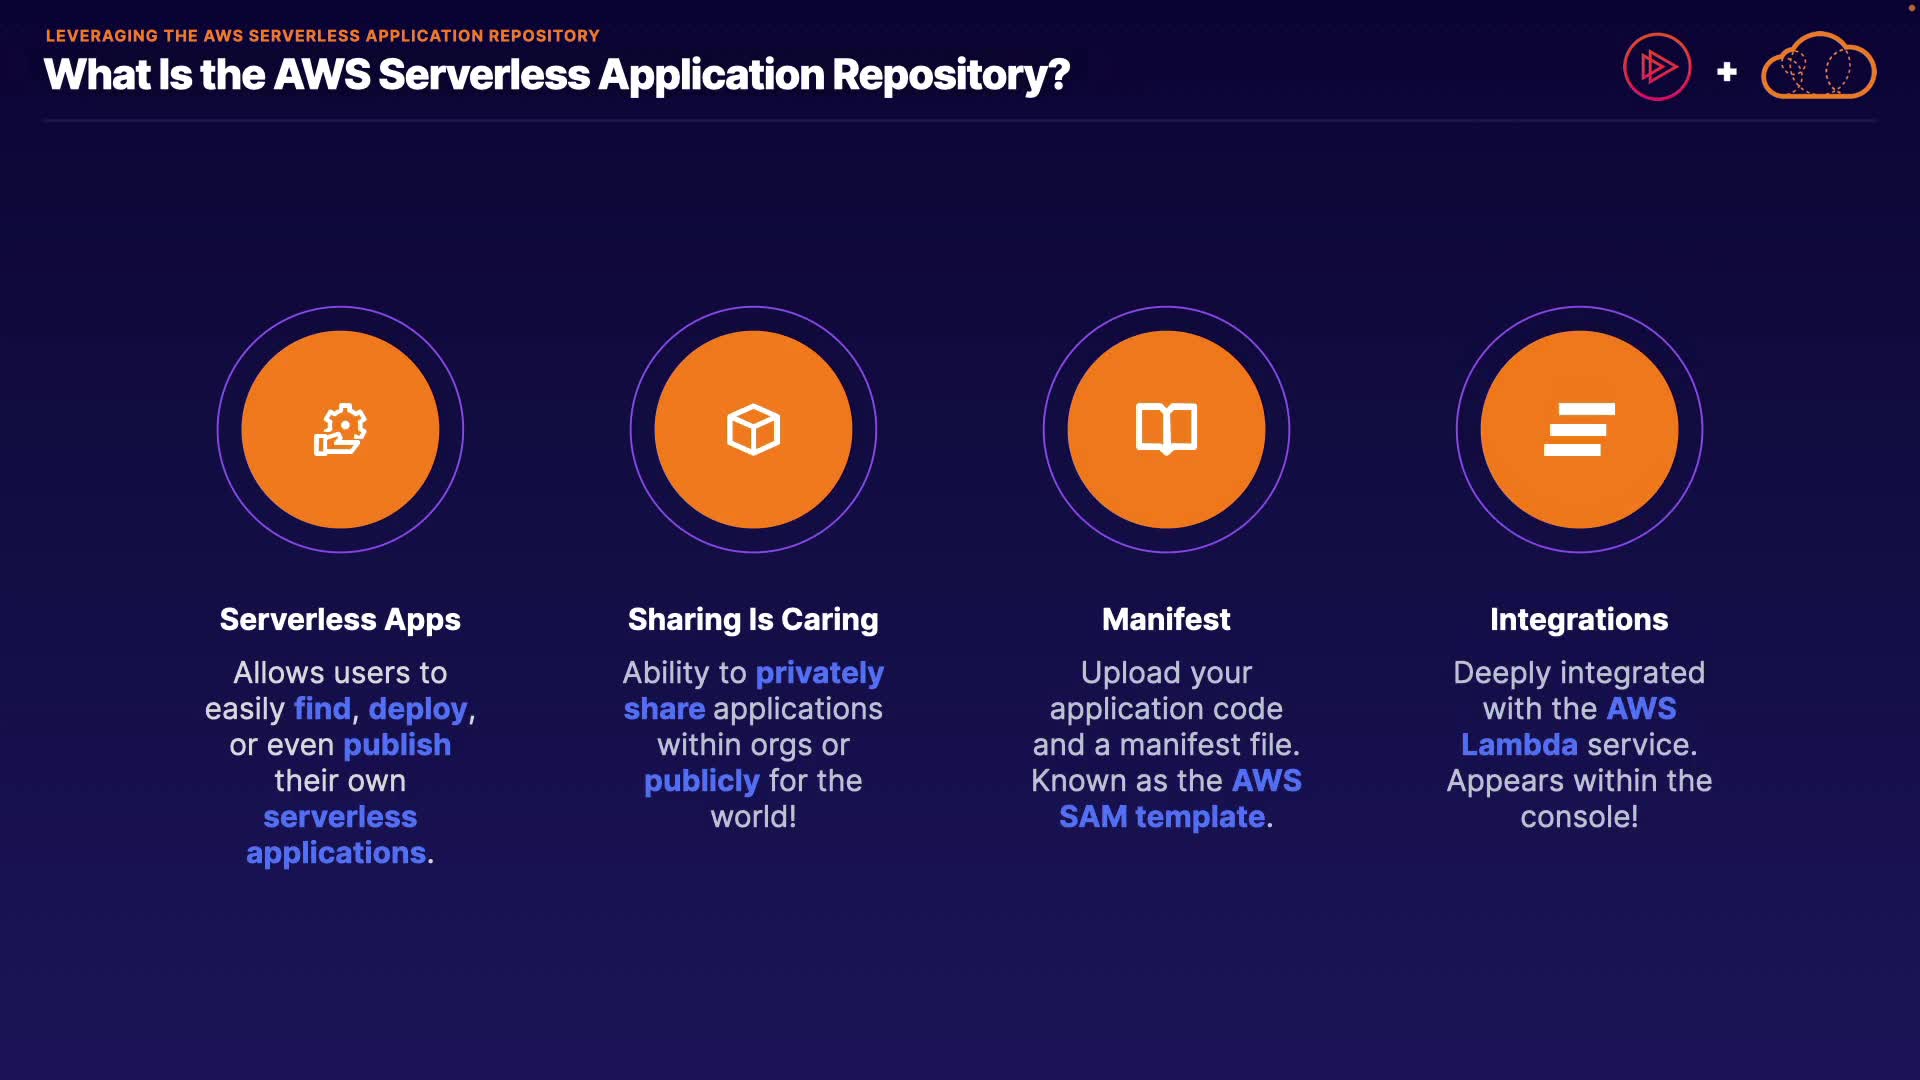 LEVERAGING THE AWS SERVERLESS APPLICATION REPOSITORY
What Is the AWS Serverless Application Repository?
Serverless Apps
Allows users to
easily find, deploy,
or even publish
their own
serverless
applications.
Sharing Is Caring
Ability to privately
share applications
within orgs or
publicly for the
world!
Manifest
Upload your
application code
and a manifest file.
Known as the AWS
SAM template.
Integrations
Deeply integrated
with the AWS
Lambda service.
Appears within the
console!